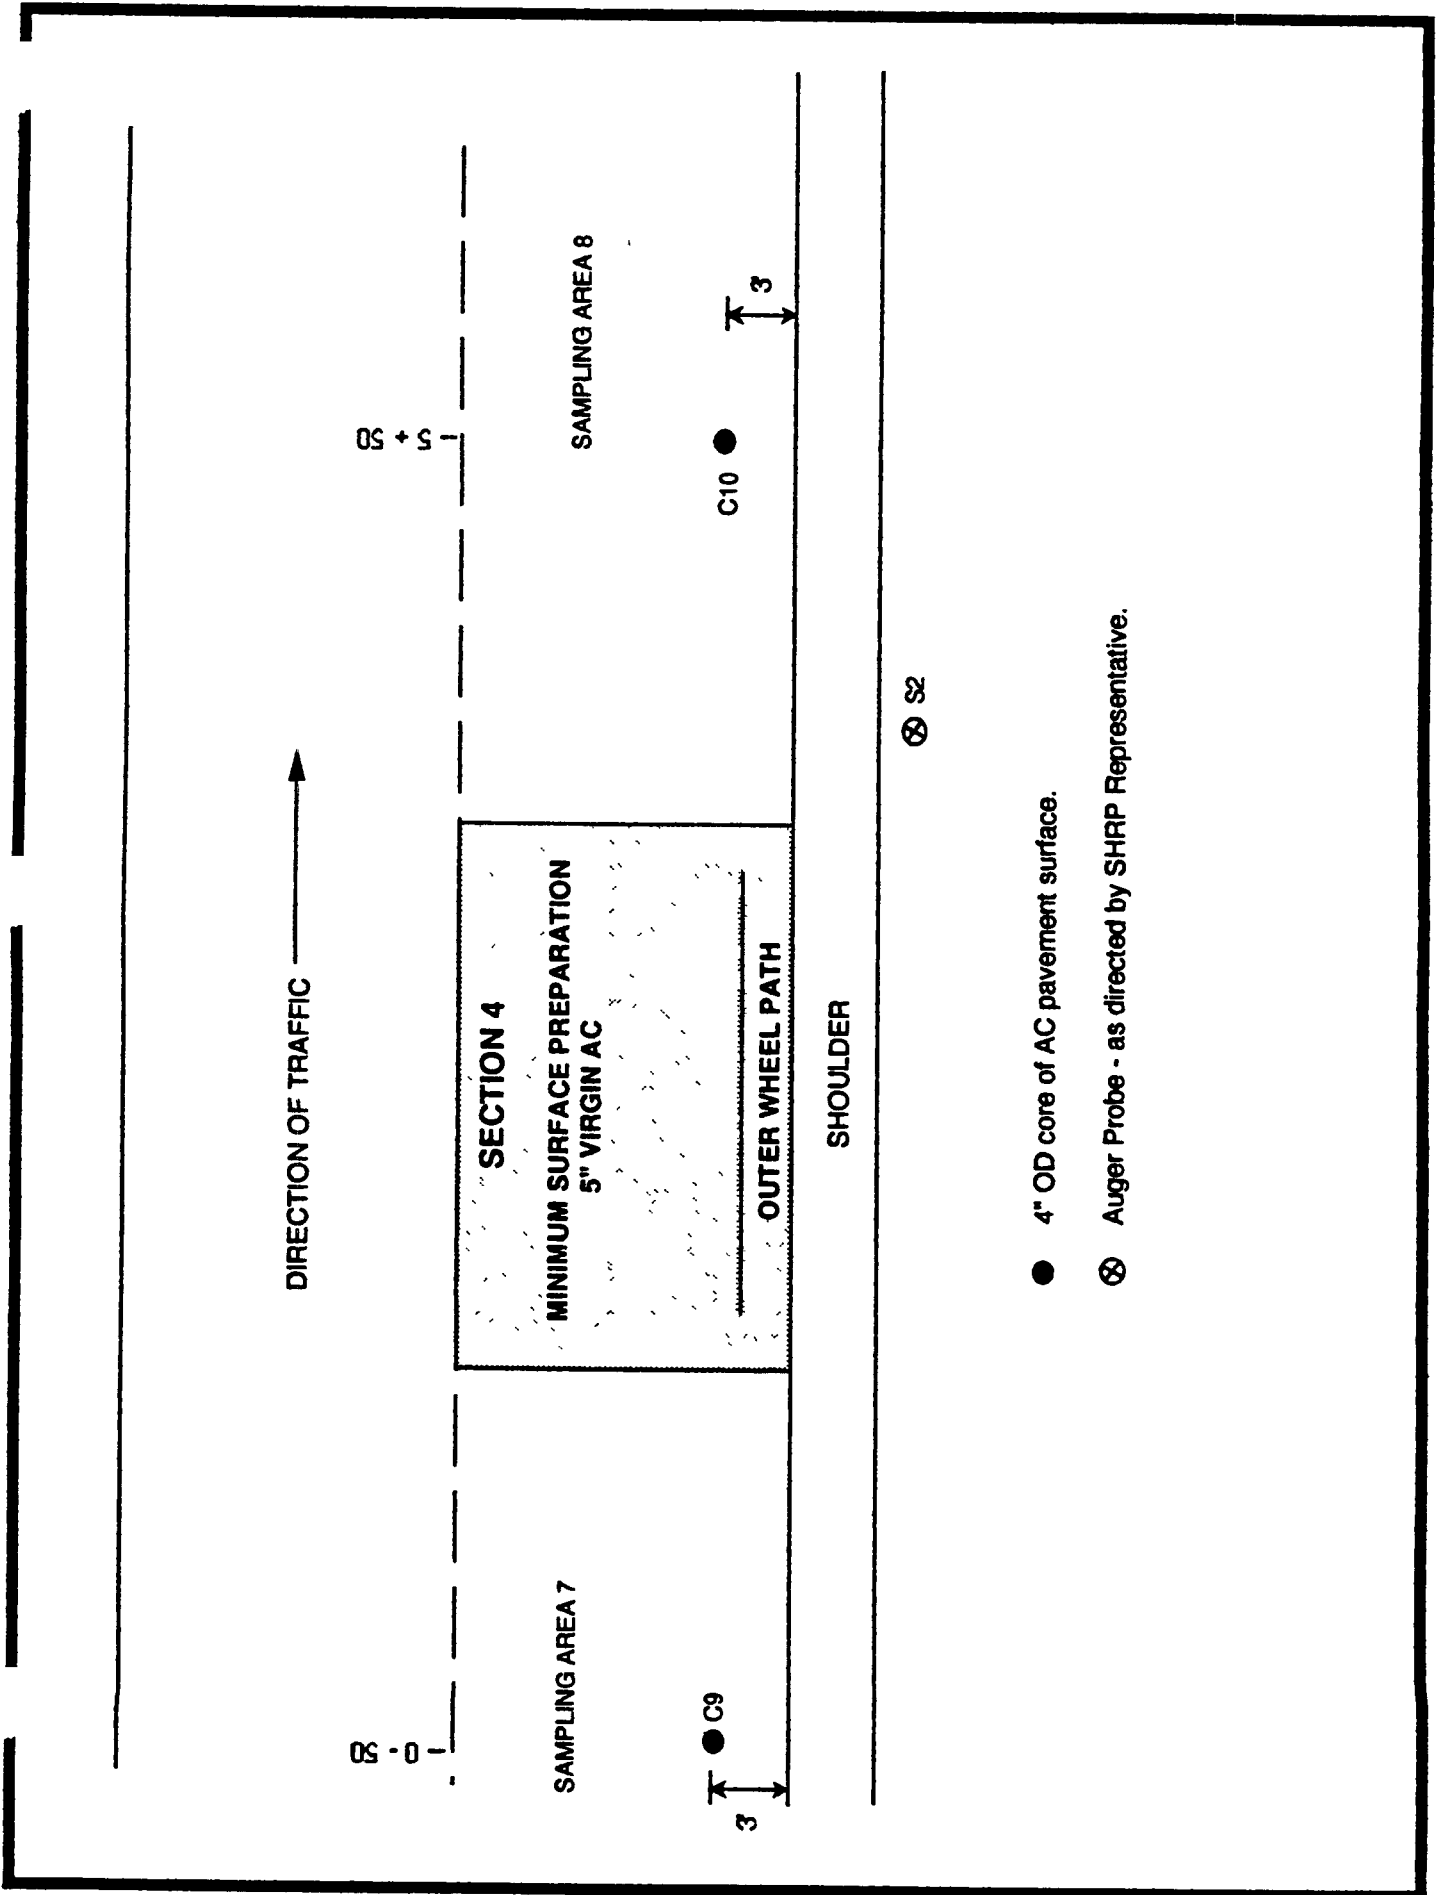 DIRECTION OF TRAFFIC
0 - 50
5 + 50
SECTION 4
MINIMUM SURFACE PREPARATION
5" VIRGIN AC
SAMPLING AREA 7
SAMPLING AREA 8
C9
C10
3'
3'
OUTER WHEEL PATH
SHOULDER
S2
4" OD core of AC pavement surface.
Auger Probe - as directed by SHRP Representative.